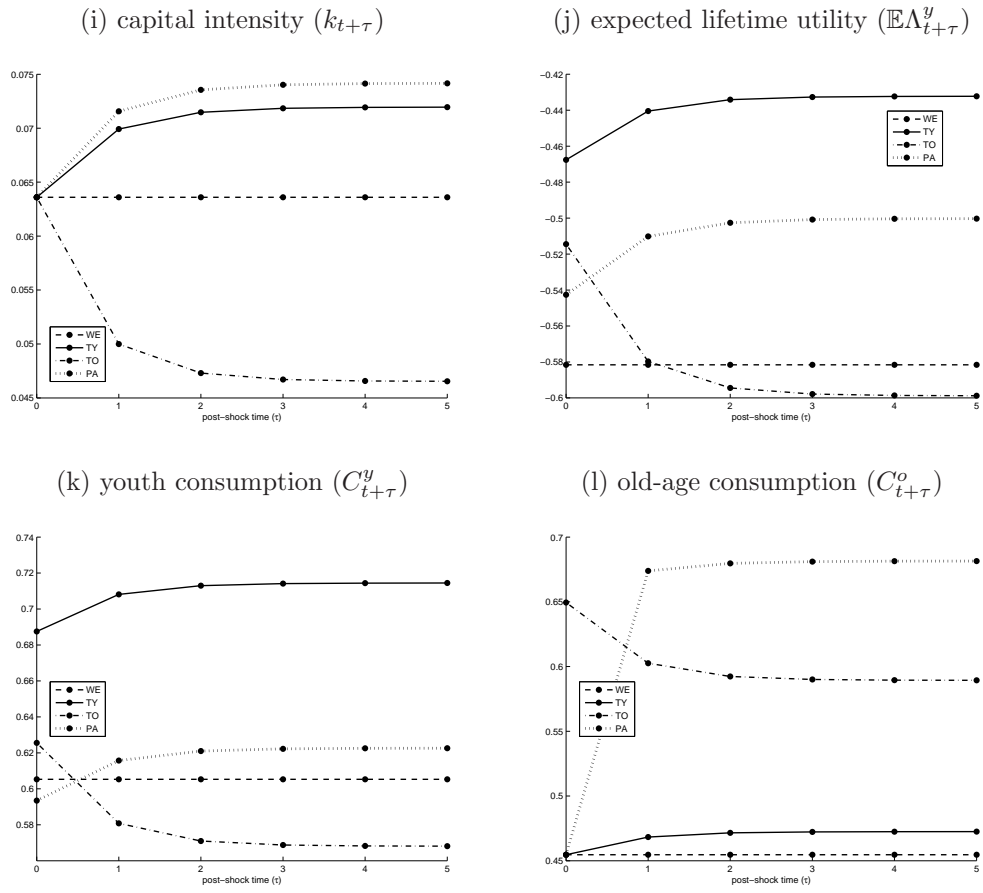 (i) capital intensity (k_{t+τ})
(j) expected lifetime utility (𝔼Λ^y_{t+τ})
0.075
0.07
0.065
0.06
0.055
0.05
0.045
0 1 2 3 4 5
post−shock time (τ)
WE
TY
TO
PA
−0.42
−0.44
−0.46
−0.48
−0.5
−0.52
−0.54
−0.56
−0.58
−0.6
0 1 2 3 4 5
post−shock time (τ)
WE
TY
TO
PA
(k) youth consumption (C^y_{t+τ})
(l) old-age consumption (C^o_{t+τ})
0.74
0.72
0.7
0.68
0.66
0.64
0.62
0.6
0.58
0 1 2 3 4 5
post−shock time (τ)
WE
TY
TO
PA
0.7
0.65
0.6
0.55
0.5
0.45
0 1 2 3 4 5
post−shock time (τ)
WE
TY
TO
PA